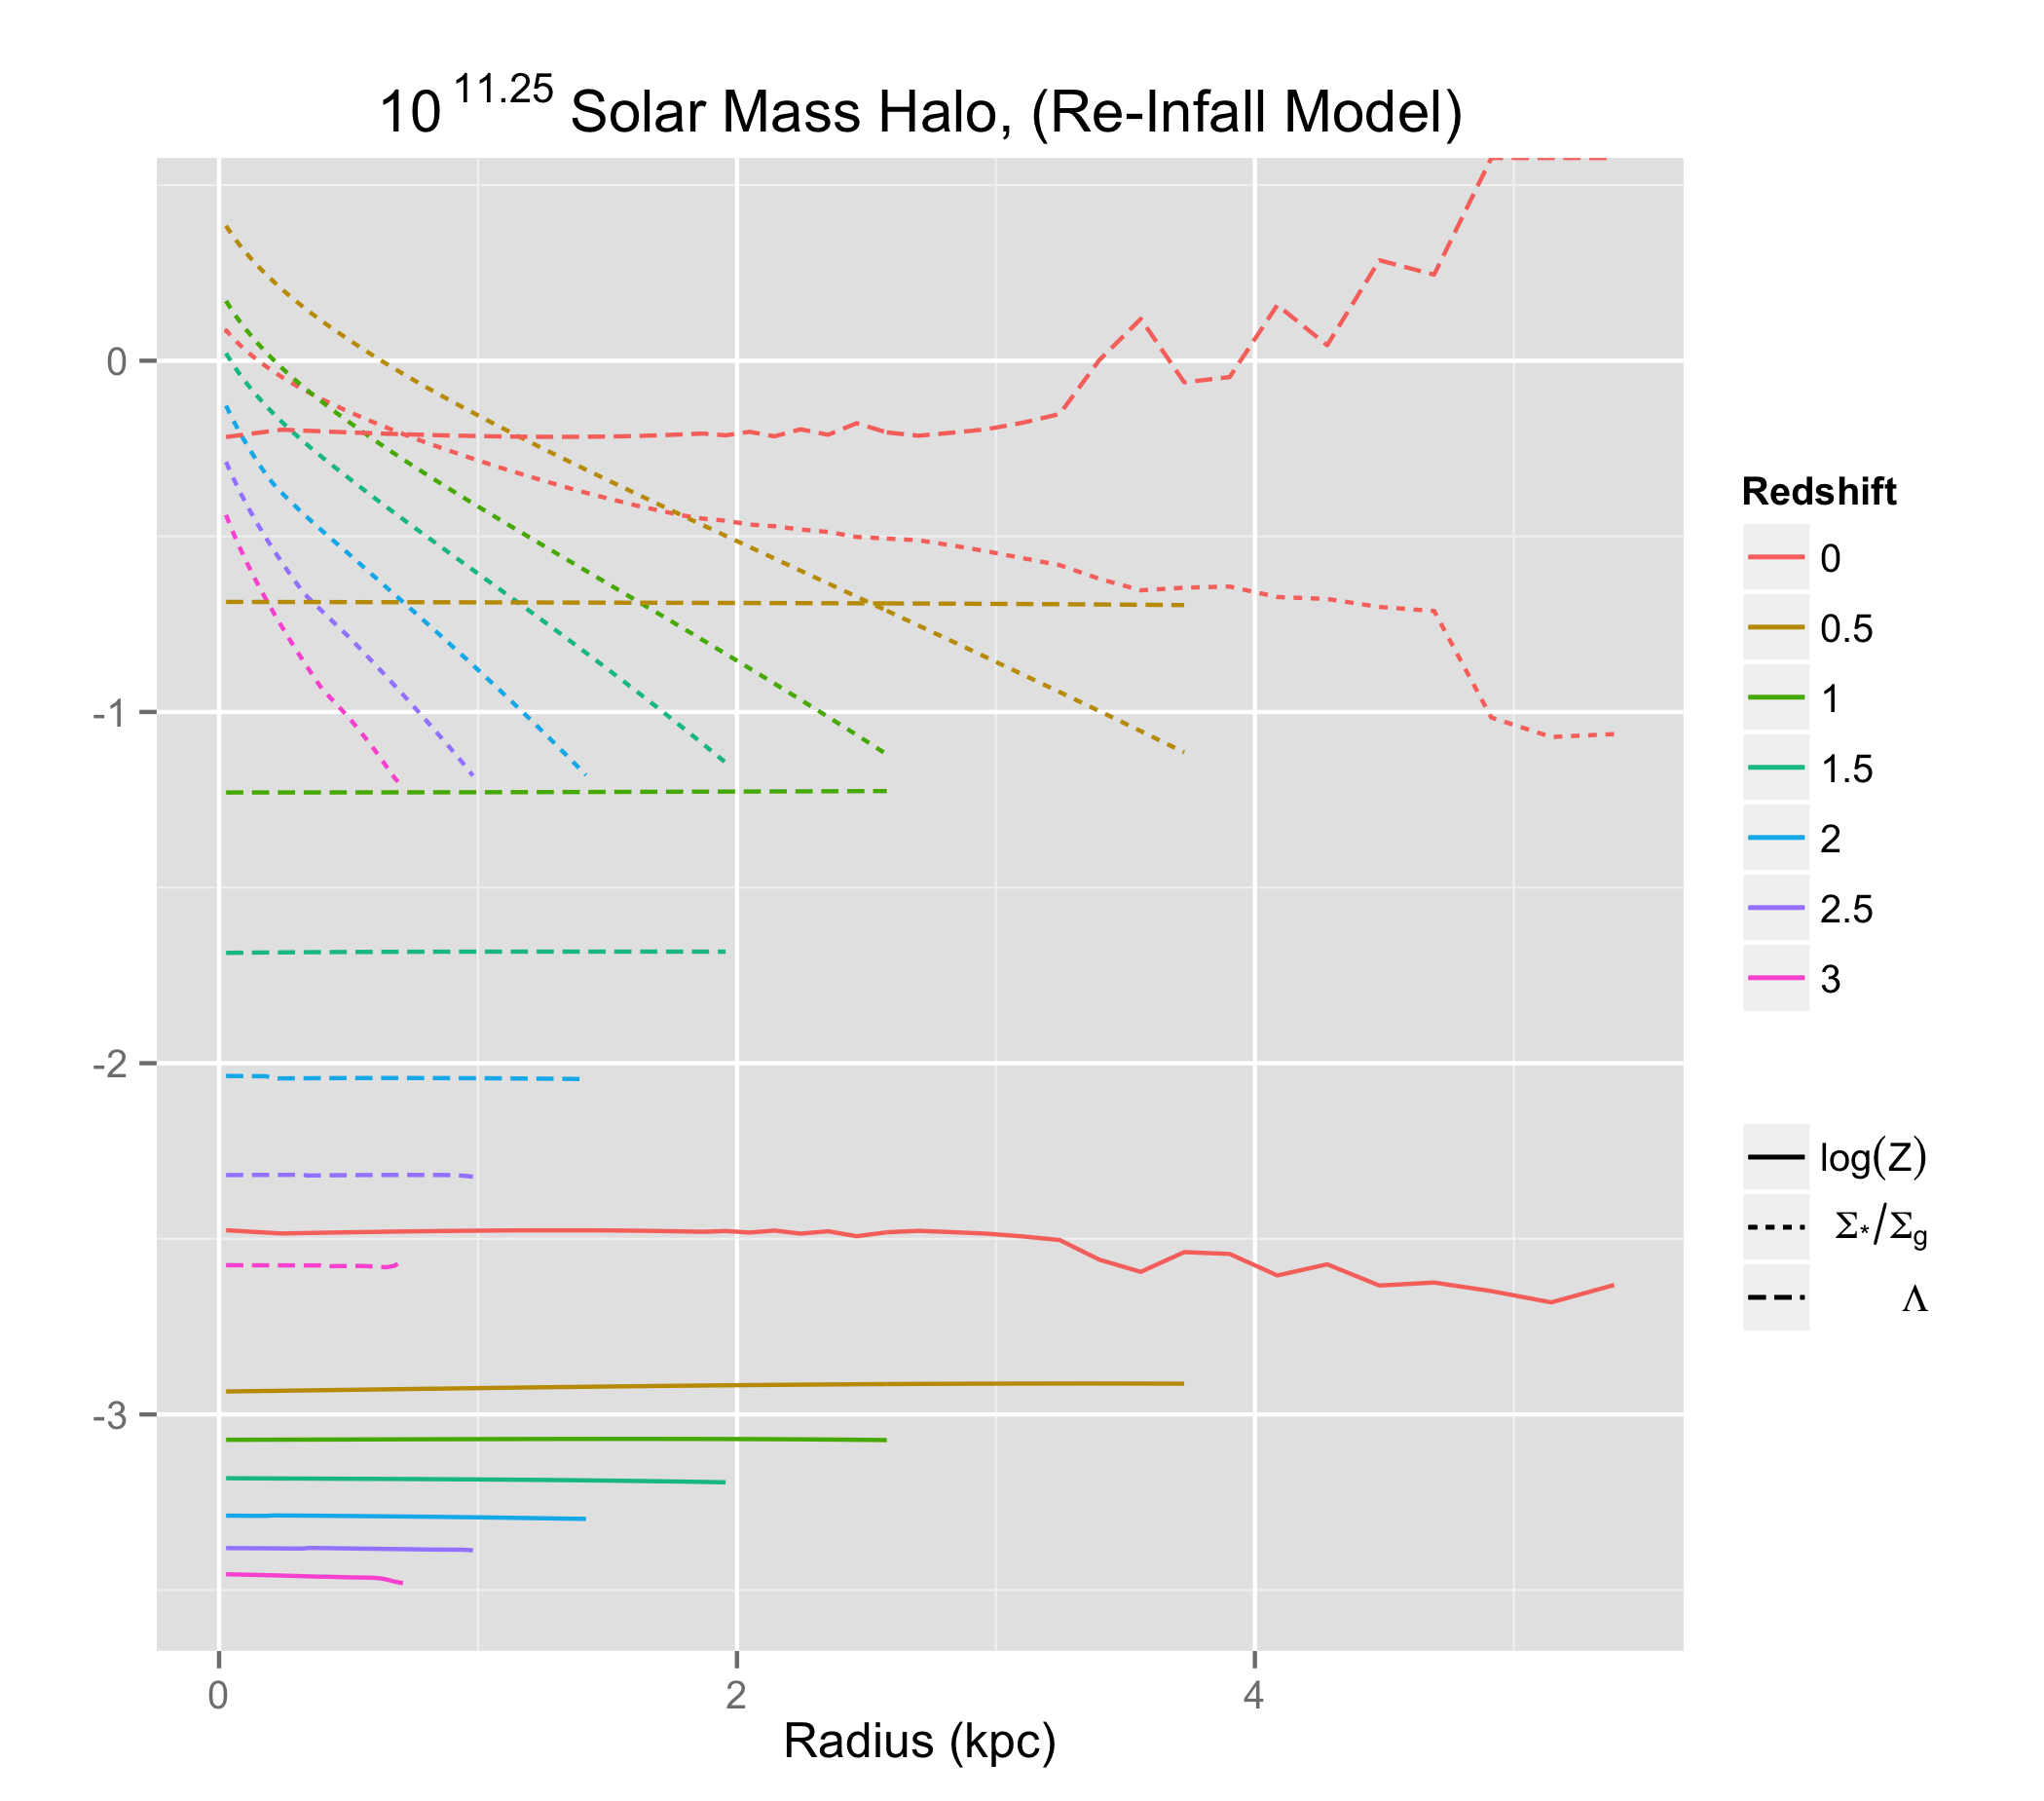 10^11.25 Solar Mass Halo, (Re-Infall Model)
0
-1
-2
-3
0 2 4
Radius (kpc)
Redshift
0
0.5
1
1.5
2
2.5
3
log(Z)
Σ*/Σg
Λ